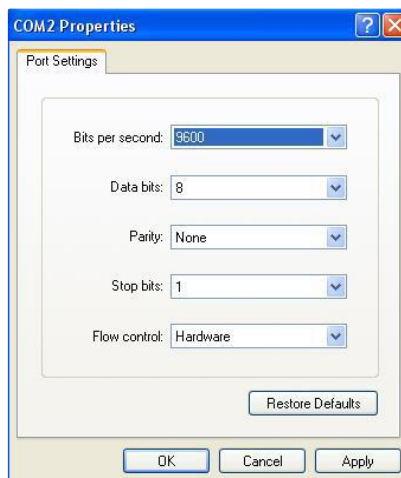 COM2 Properties
Port Settings
Bits per second: 9600
Data bits: 8
Parity: None
Stop bits: 1
Flow control: Hardware
Restore Defaults
OK Cancel Apply